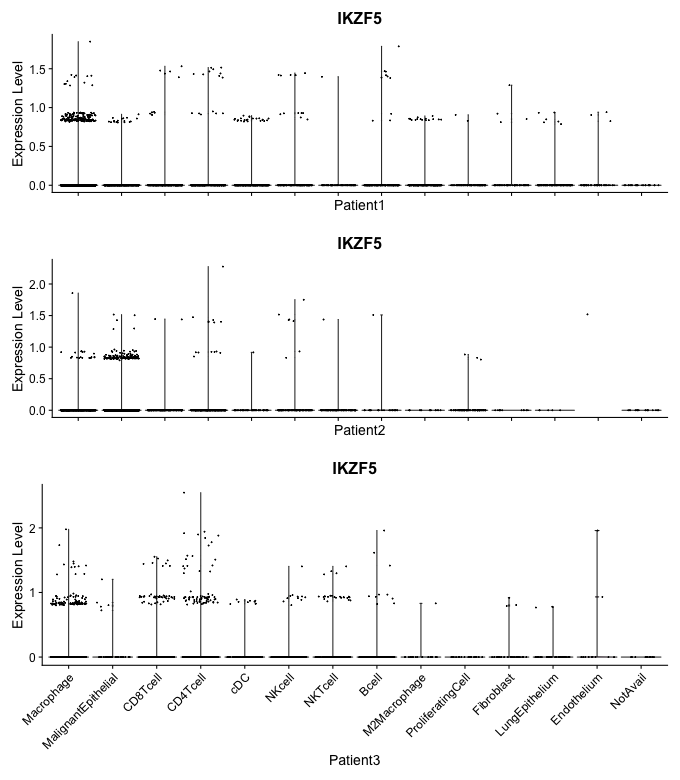 IKZF5
Expression Level
1.5
1.0
0.5
0.0
Patient1
IKZF5
Expression Level
2.0
1.5
1.0
0.5
0.0
Patient2
IKZF5
Expression Level
2
1
0
Macrophage
MalignantEpithelial
CD8Tcell
CD4Tcell
cDC
NKcell
NKTcell
Bcell
M2Macrophage
ProliferatingCell
Fibroblast
LungEpithelium
Endothelium
NotAvail
Patient3